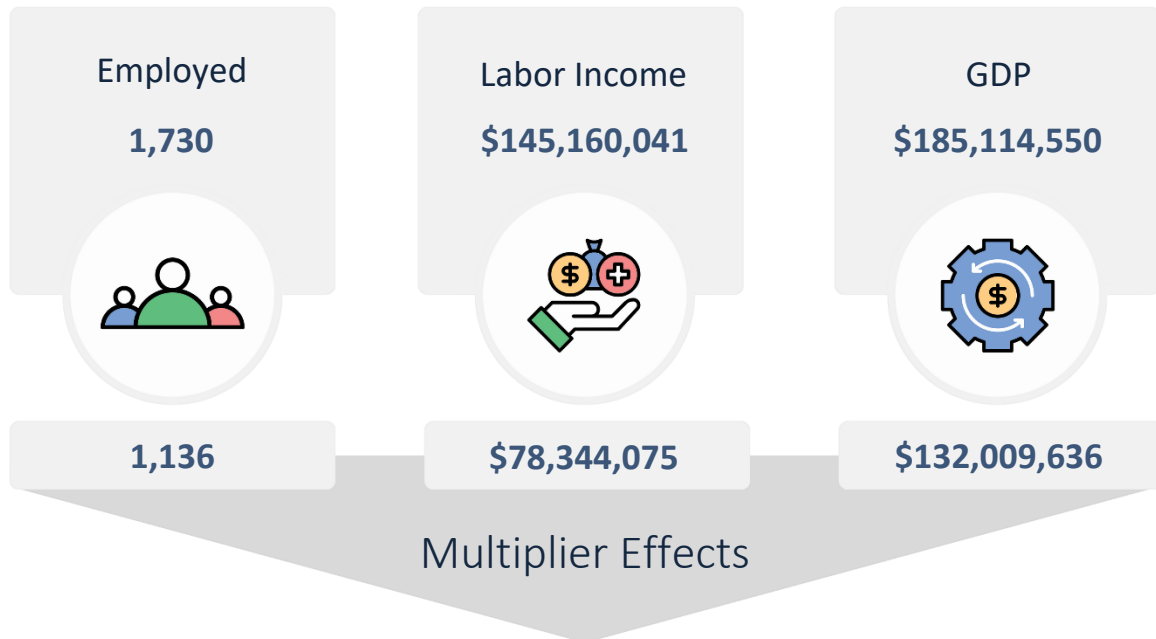 Employed
1,730
Labor Income
$145,160,041
GDP
$185,114,550
$
$
1,136
$78,344,075
$132,009,636
Multiplier Effects